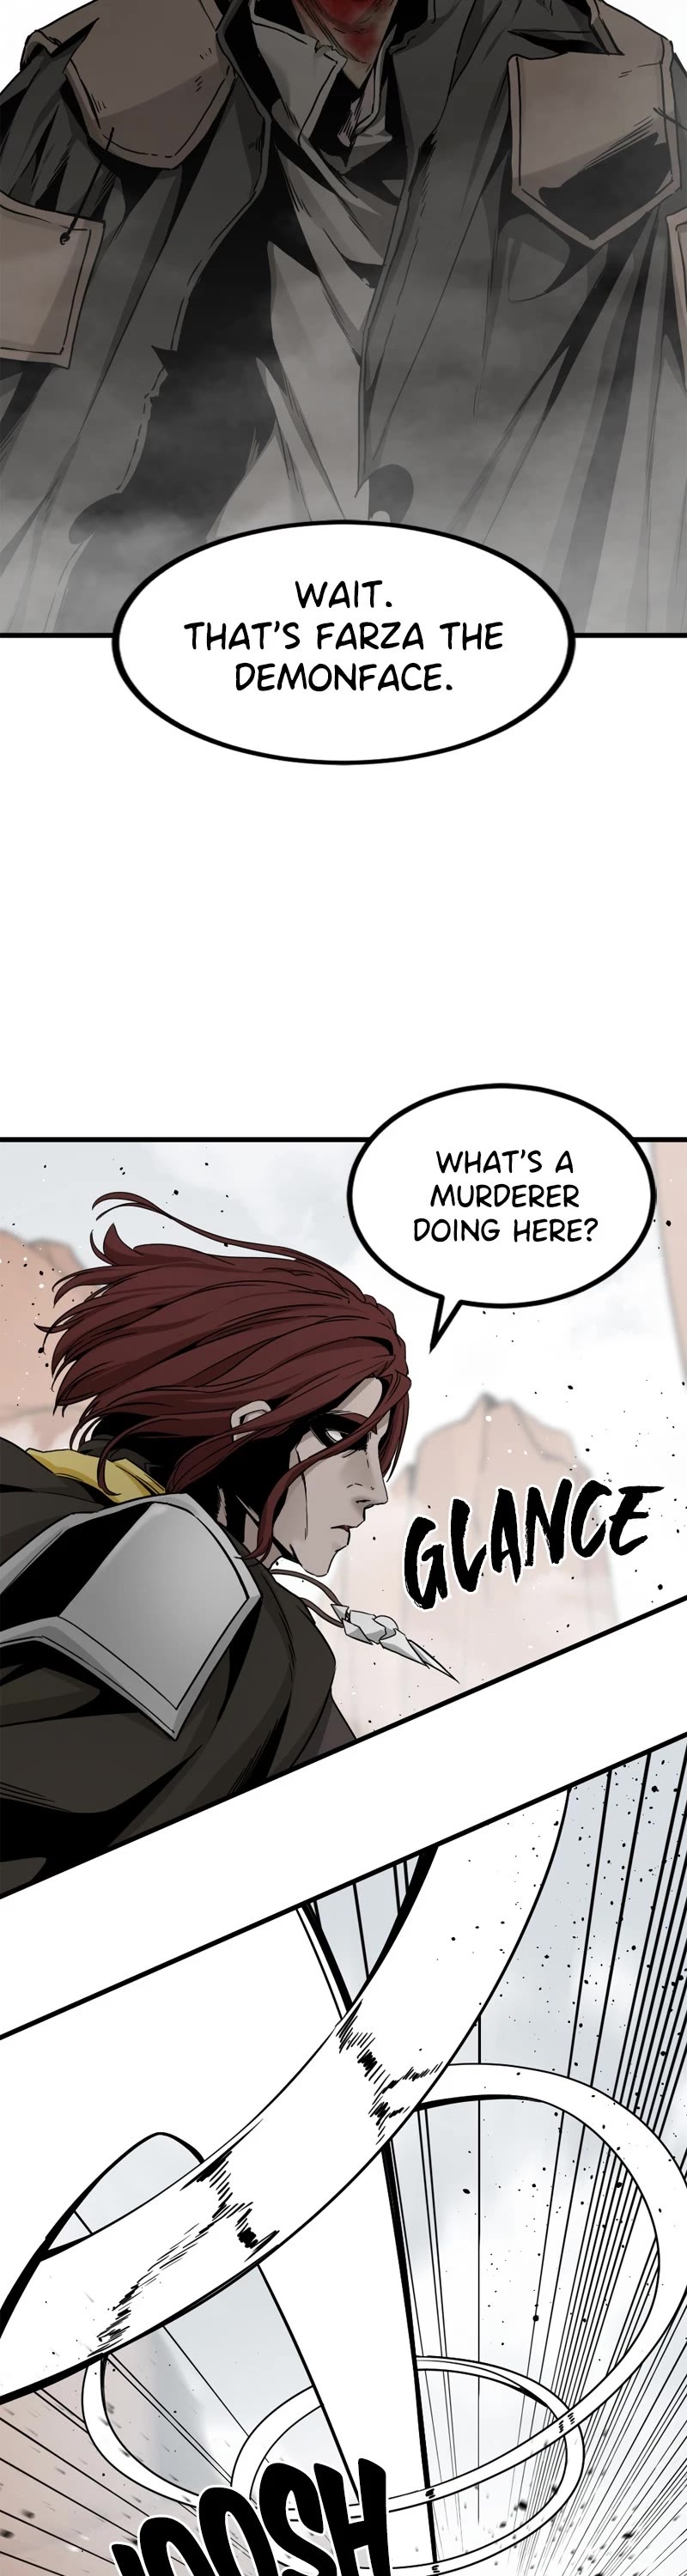 WAIT.
THAT'S FARZA THE
DEMONFACE.
WHAT'S A
MURDERER
DOING HERE?
GLANCE